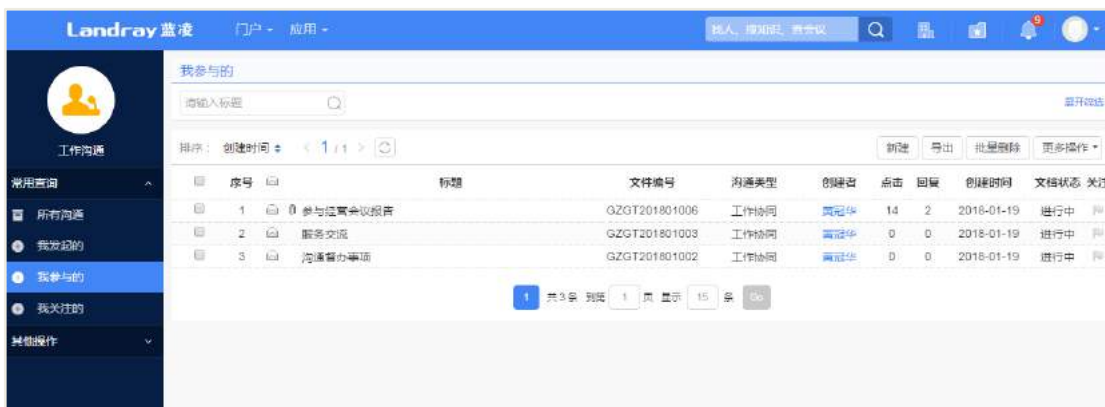 Landray 蓝凌 门户 应用 找人、搜知识、查会议 9
我参与的
请输入标题 展开筛选
工作沟通
排序： 创建时间 1 / 1 新建 导出 批量删除 更多操作
常用查询
序号 标题 文件编号 沟通类型 创建者 点击 回复 创建时间 文档状态 关注
所有沟通
1 参与经营会议报告 GZGT201801006 工作协同 黄冠华 14 2 2018-01-19 进行中
2 服务交流 GZGT201801003 工作协同 黄冠华 0 0 2018-01-19 进行中
我发起的
3 沟通督办事项 GZGT201801002 工作协同 黄冠华 0 0 2018-01-19 进行中
我参与的
1 共3条 到第 1 页 显示 15 条 Go
我关注的
其他操作